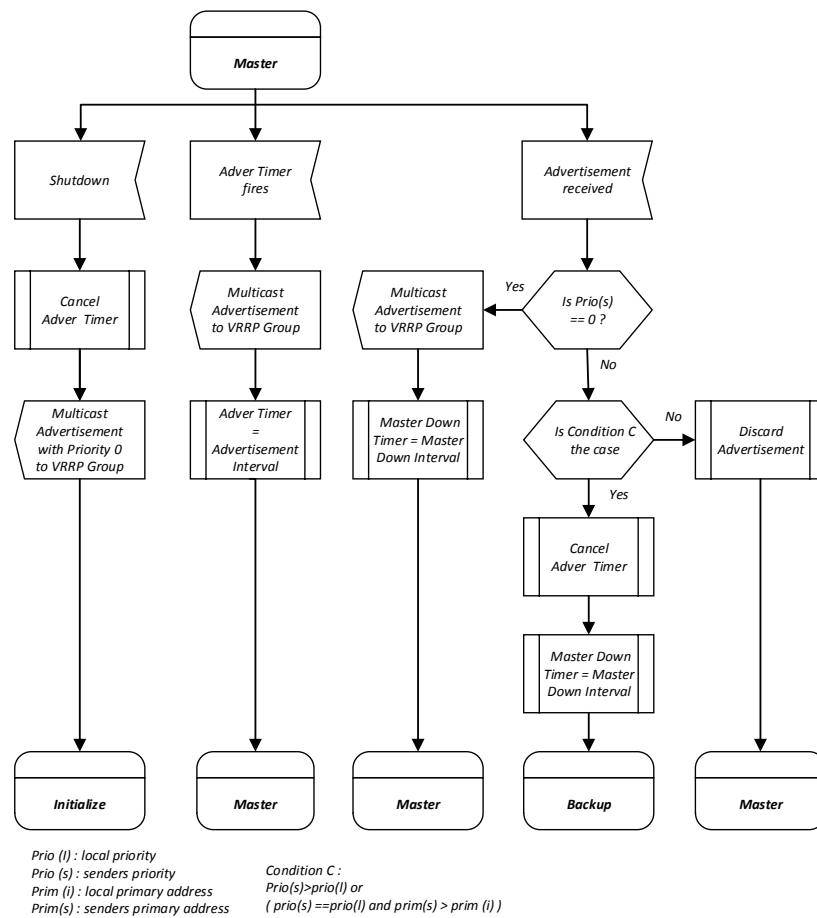 Master
Shutdown
Adver Timer
fires
Advertisement
received
Cancel
Adver Timer
Multicast
Advertisement
to VRRP Group
Multicast
Advertisement
to VRRP Group
Yes
Is Prio(s)
== 0 ?
No
Multicast
Advertisement
with Priority 0
to VRRP Group
Adver Timer
=
Advertisement
Interval
Master Down
Timer = Master
Down Interval
Is Condition C
the case
No
Discard
Advertisement
Yes
Cancel
Adver Timer
Master Down
Timer = Master
Down Interval
Initialize
Master
Master
Backup
Master
Prio (l) : local priority
Prio (s) : senders priority
Prim (i) : local primary address
Prim(s) : senders primary address
Condition C :
Prio(s)>prio(l) or
( prio(s) ==prio(l) and prim(s) > prim (i) )